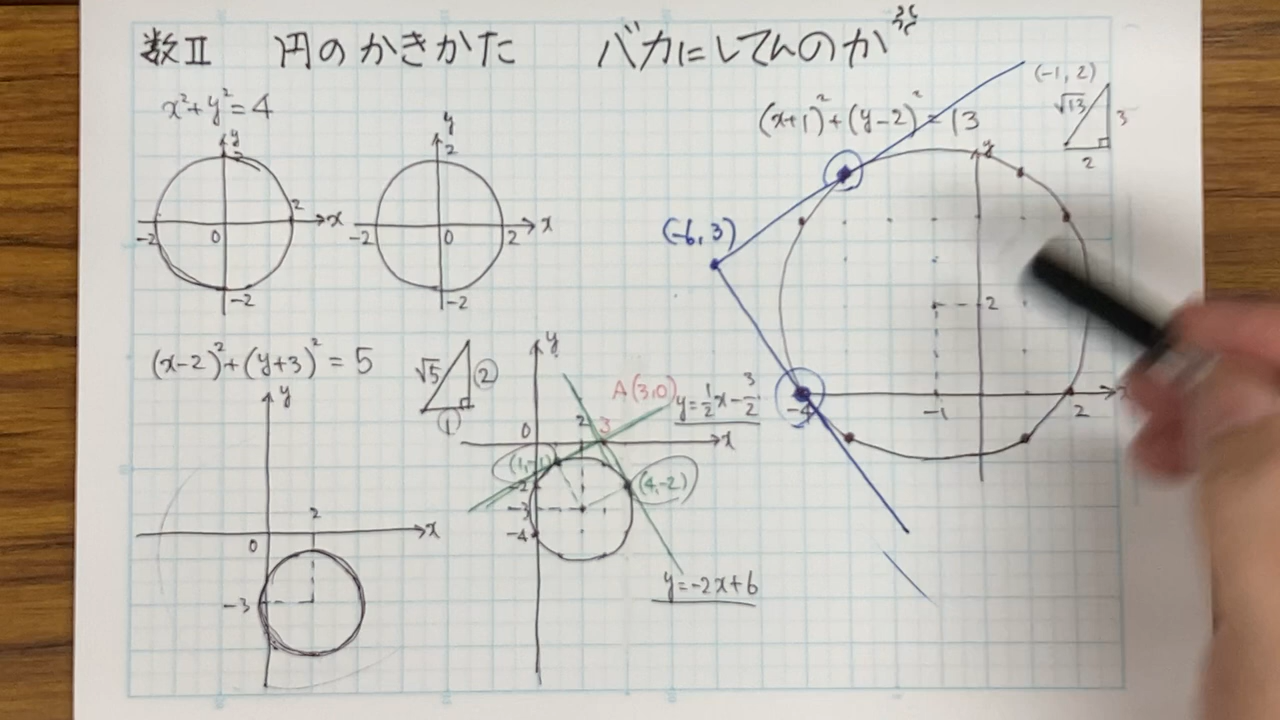 数Ⅱ 円のかきかた バカにしてんのか
x²+y²=4
y
2
2
x
-2
0
-2
y
2
x
-2
0
2
-2
(x+1)²+(y-2)²=13
(-1, 2)
√13
3
2
y
(-6, 3)
2
-4
-1
2
x
(x-2)²+(y+3)²=5
√5
②
①
y
2
0
x
-3
y
A(3,0)
y=½x-3/2
0
2
3
x
(1,-1)
-2
-3
-4
(4,-2)
y=-2x+6